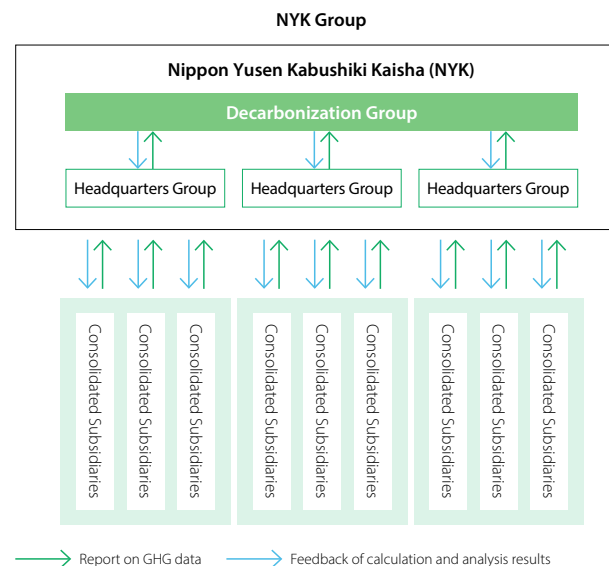 NYK Group
Nippon Yusen Kabushiki Kaisha (NYK)
Decarbonization Group
Headquarters Group
Headquarters Group
Headquarters Group
Consolidated Subsidiaries
Consolidated Subsidiaries
Consolidated Subsidiaries
Consolidated Subsidiaries
Consolidated Subsidiaries
Consolidated Subsidiaries
Consolidated Subsidiaries
Consolidated Subsidiaries
Consolidated Subsidiaries
Report on GHG data
Feedback of calculation and analysis results